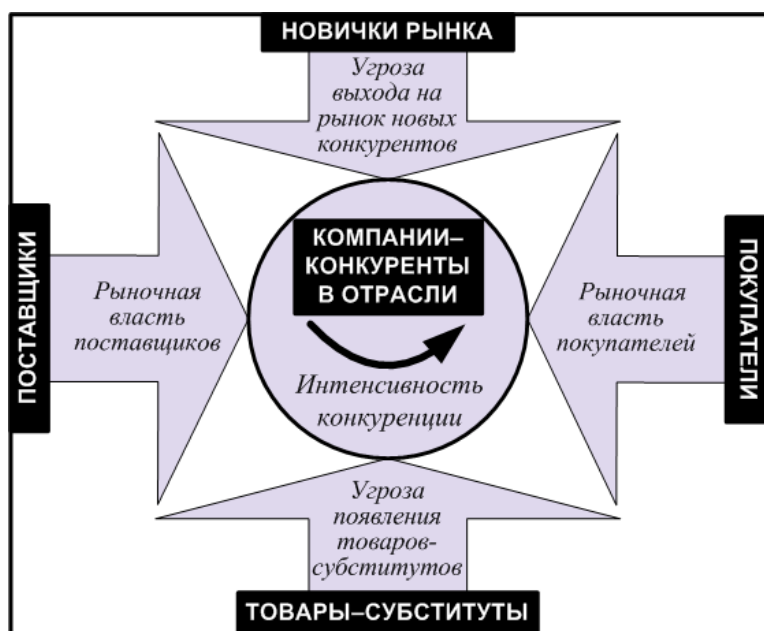 НОВИЧКИ РЫНКА
Угроза
выхода на
рынок новых
конкурентов
ПОСТАВЩИКИ
Рыночная
власть
поставщиков
КОМПАНИИ–
КОНКУРЕНТЫ
В ОТРАСЛИ
Интенсивность
конкуренции
Рыночная
власть
покупателей
ПОКУПАТЕЛИ
Угроза
появления
товаров-
субститутов
ТОВАРЫ–СУБСТИТУТЫ